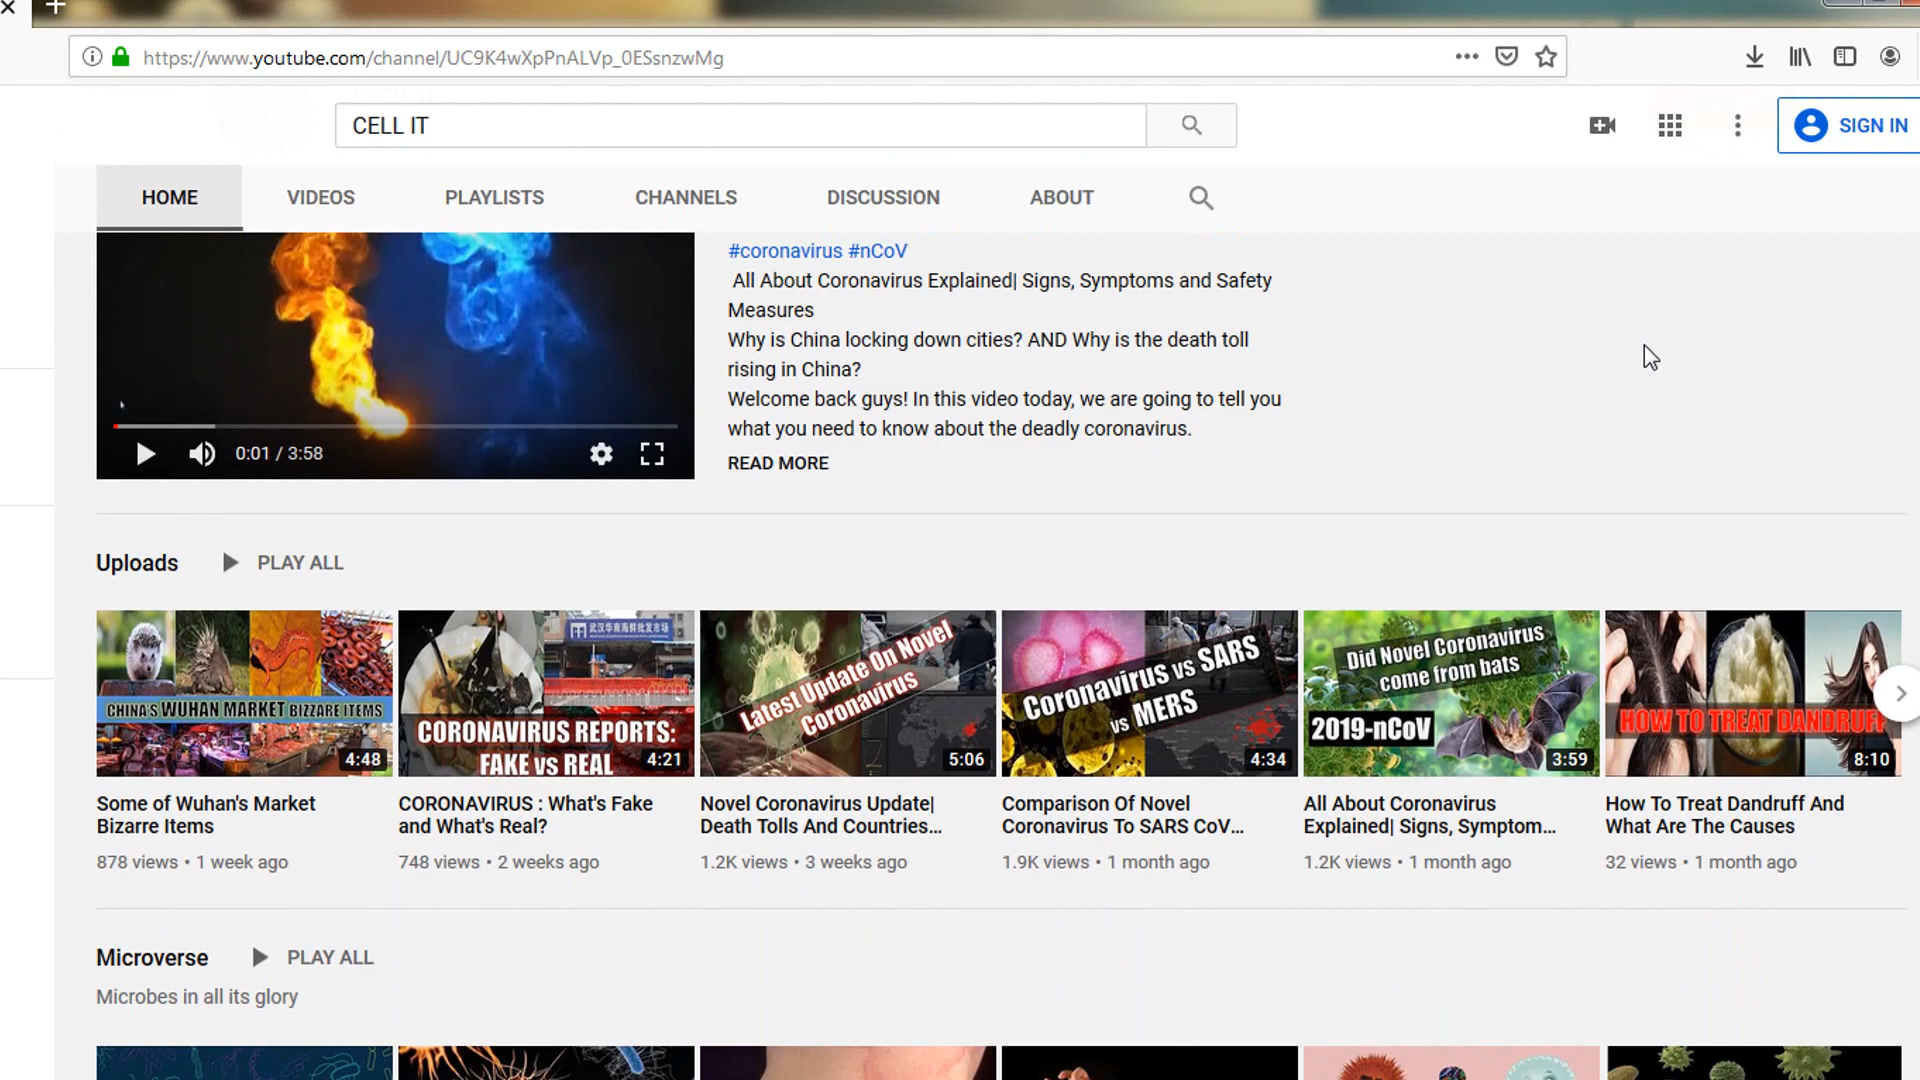 https://www.youtube.com/channel/UC9K4wXpPnALVp_0ESsnzwMg
CELL IT
SIGN IN
HOME VIDEOS PLAYLISTS CHANNELS DISCUSSION ABOUT
#coronavirus #nCoV
All About Coronavirus Explained| Signs, Symptoms and Safety
Measures
Why is China locking down cities? AND Why is the death toll
rising in China?
Welcome back guys! In this video today, we are going to tell you
what you need to know about the deadly coronavirus.
READ MORE
0:01 / 3:58
Uploads PLAY ALL
CHINA'S WUHAN MARKET BIZZARE ITEMS
4:48
武汉华南海鲜批发市场
CORONAVIRUS REPORTS:
FAKE vs REAL
4:21
Latest Update On Novel
Coronavirus
5:06
Coronavirus vs SARS
vs MERS
4:34
Did Novel Coronavirus
come from bats
2019-nCoV
3:59
HOW TO TREAT DANDRUFF
8:10
Some of Wuhan's Market
Bizarre Items
878 views • 1 week ago
CORONAVIRUS : What's Fake
and What's Real?
748 views • 2 weeks ago
Novel Coronavirus Update|
Death Tolls And Countries...
1.2K views • 3 weeks ago
Comparison Of Novel
Coronavirus To SARS CoV...
1.9K views • 1 month ago
All About Coronavirus
Explained| Signs, Symptom...
1.2K views • 1 month ago
How To Treat Dandruff And
What Are The Causes
32 views • 1 month ago
Microverse PLAY ALL
Microbes in all its glory